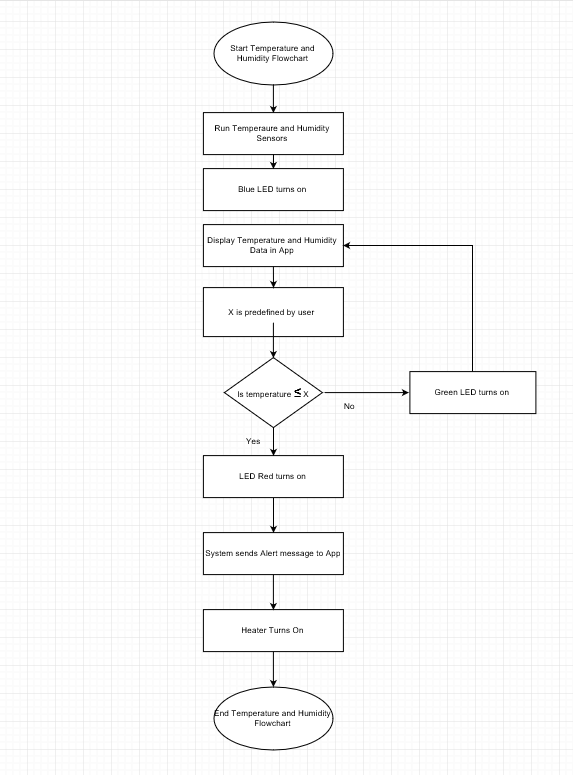 Start Temperature and
Humidity Flowchart
Run Temperaure and Humidity
Sensors
Blue LED turns on
Display Temperature and Humidity
Data in App
X is predefined by user
Is temperature ≤ X
No
Green LED turns on
Yes
LED Red turns on
System sends Alert message to App
Heater Turns On
End Temperature and Humidity
Flowchart